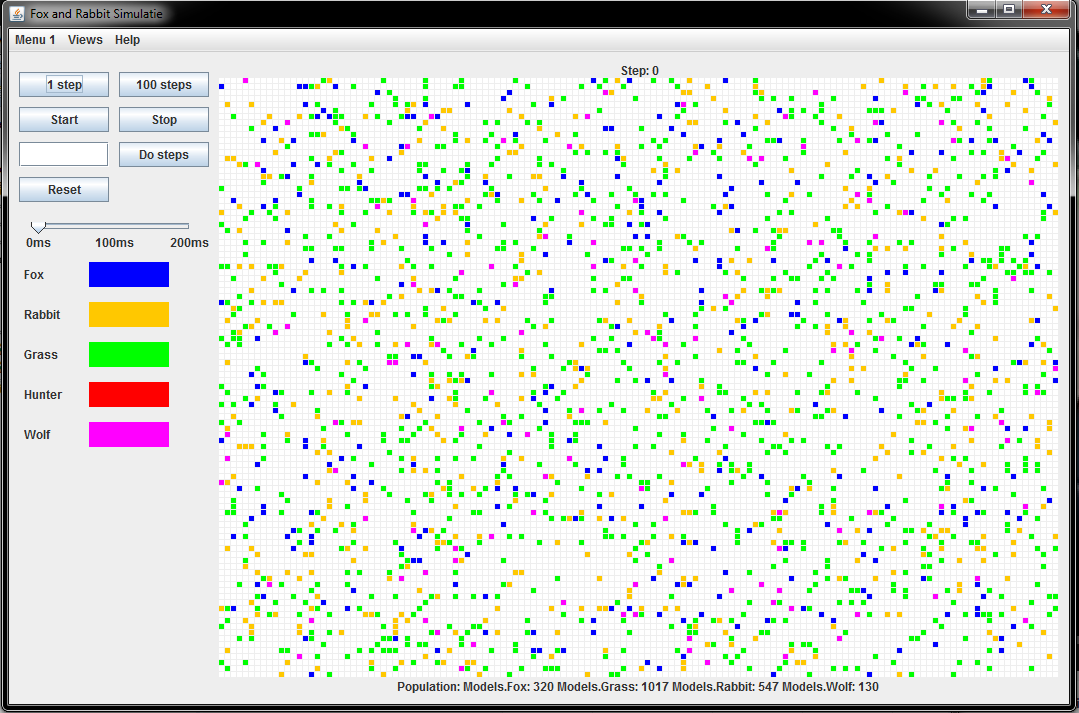 Fox and Rabbit Simulatie
Menu 1 Views Help
Step: 0
1 step 100 steps
Start Stop
Do steps
Reset
0ms 100ms 200ms
Fox
Rabbit
Grass
Hunter
Wolf
Population: Models.Fox: 320 Models.Grass: 1017 Models.Rabbit: 547 Models.Wolf: 130